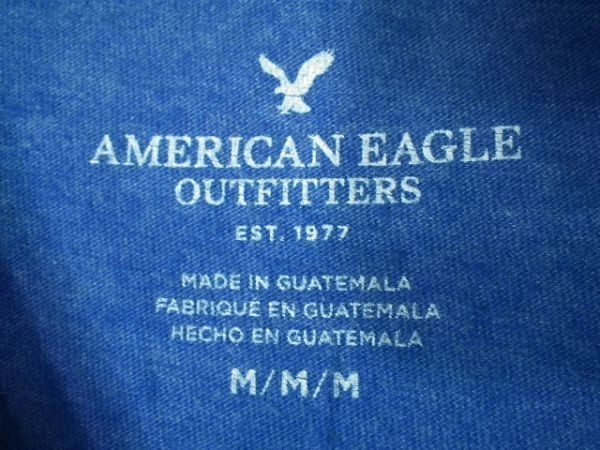 AMERICAN EAGLE
OUTFITTERS
EST. 1977
MADE IN GUATEMALA
FABRIQUÉ EN GUATEMALA
HECHO EN GUATEMALA
M/M/M